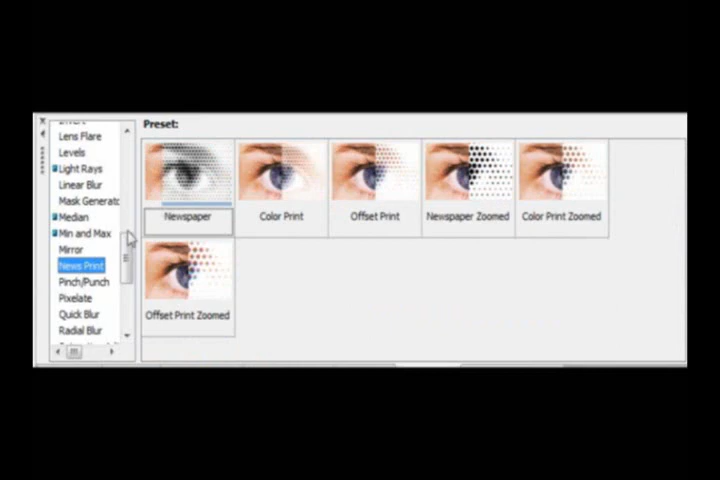 Preset:
Lens Flare
Levels
Light Rays
Linear Blur
Mask Generato
Median
Min and Max
Mirror
News Print
Pinch/Punch
Pixelate
Quick Blur
Radial Blur
Newspaper
Color Print
Offset Print
Newspaper Zoomed
Color Print Zoomed
Offset Print Zoomed